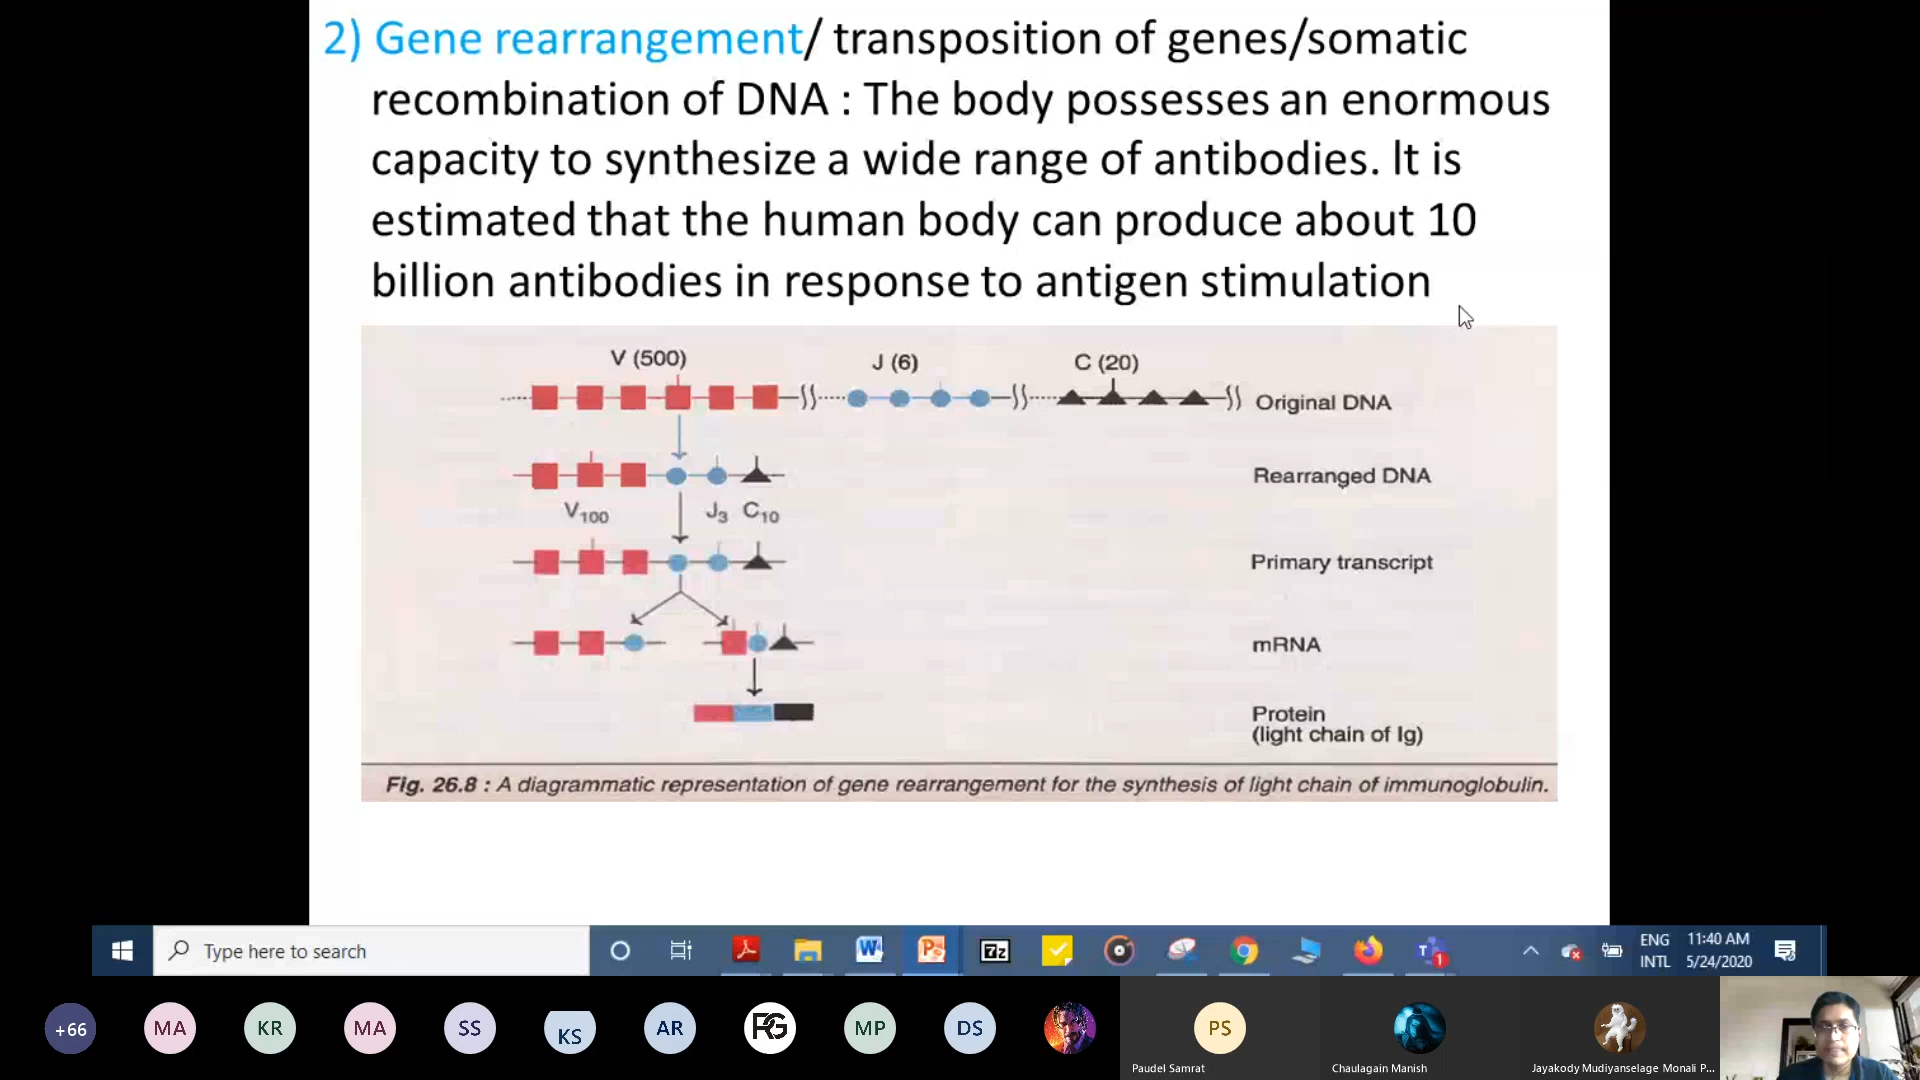 2) Gene rearrangement/ transposition of genes/somatic
recombination of DNA : The body possesses an enormous
capacity to synthesize a wide range of antibodies. It is
estimated that the human body can produce about 10
billion antibodies in response to antigen stimulation
V (500) J (6) C (20)
Original DNA
Rearranged DNA
V100 J3 C10
Primary transcript
mRNA
Protein
(light chain of Ig)
Fig. 26.8 : A diagrammatic representation of gene rearrangement for the synthesis of light chain of immunoglobulin.
Type here to search
ENG 11:40 AM
INTL 5/24/2020
+66 MA KR MA SS KS AR RG MP DS PS
Paudel Samrat Chaulagain Manish Jayakody Mudiyanselage Monali P...